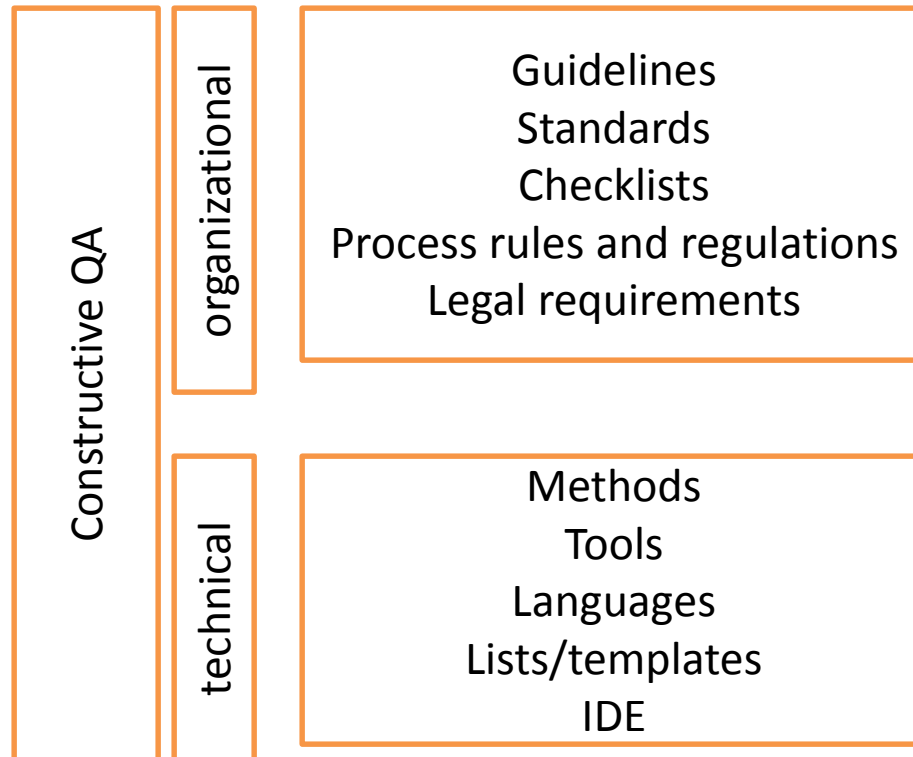 Constructive QA
organizational
Guidelines
Standards
Checklists
Process rules and regulations
Legal requirements
technical
Methods
Tools
Languages
Lists/templates
IDE